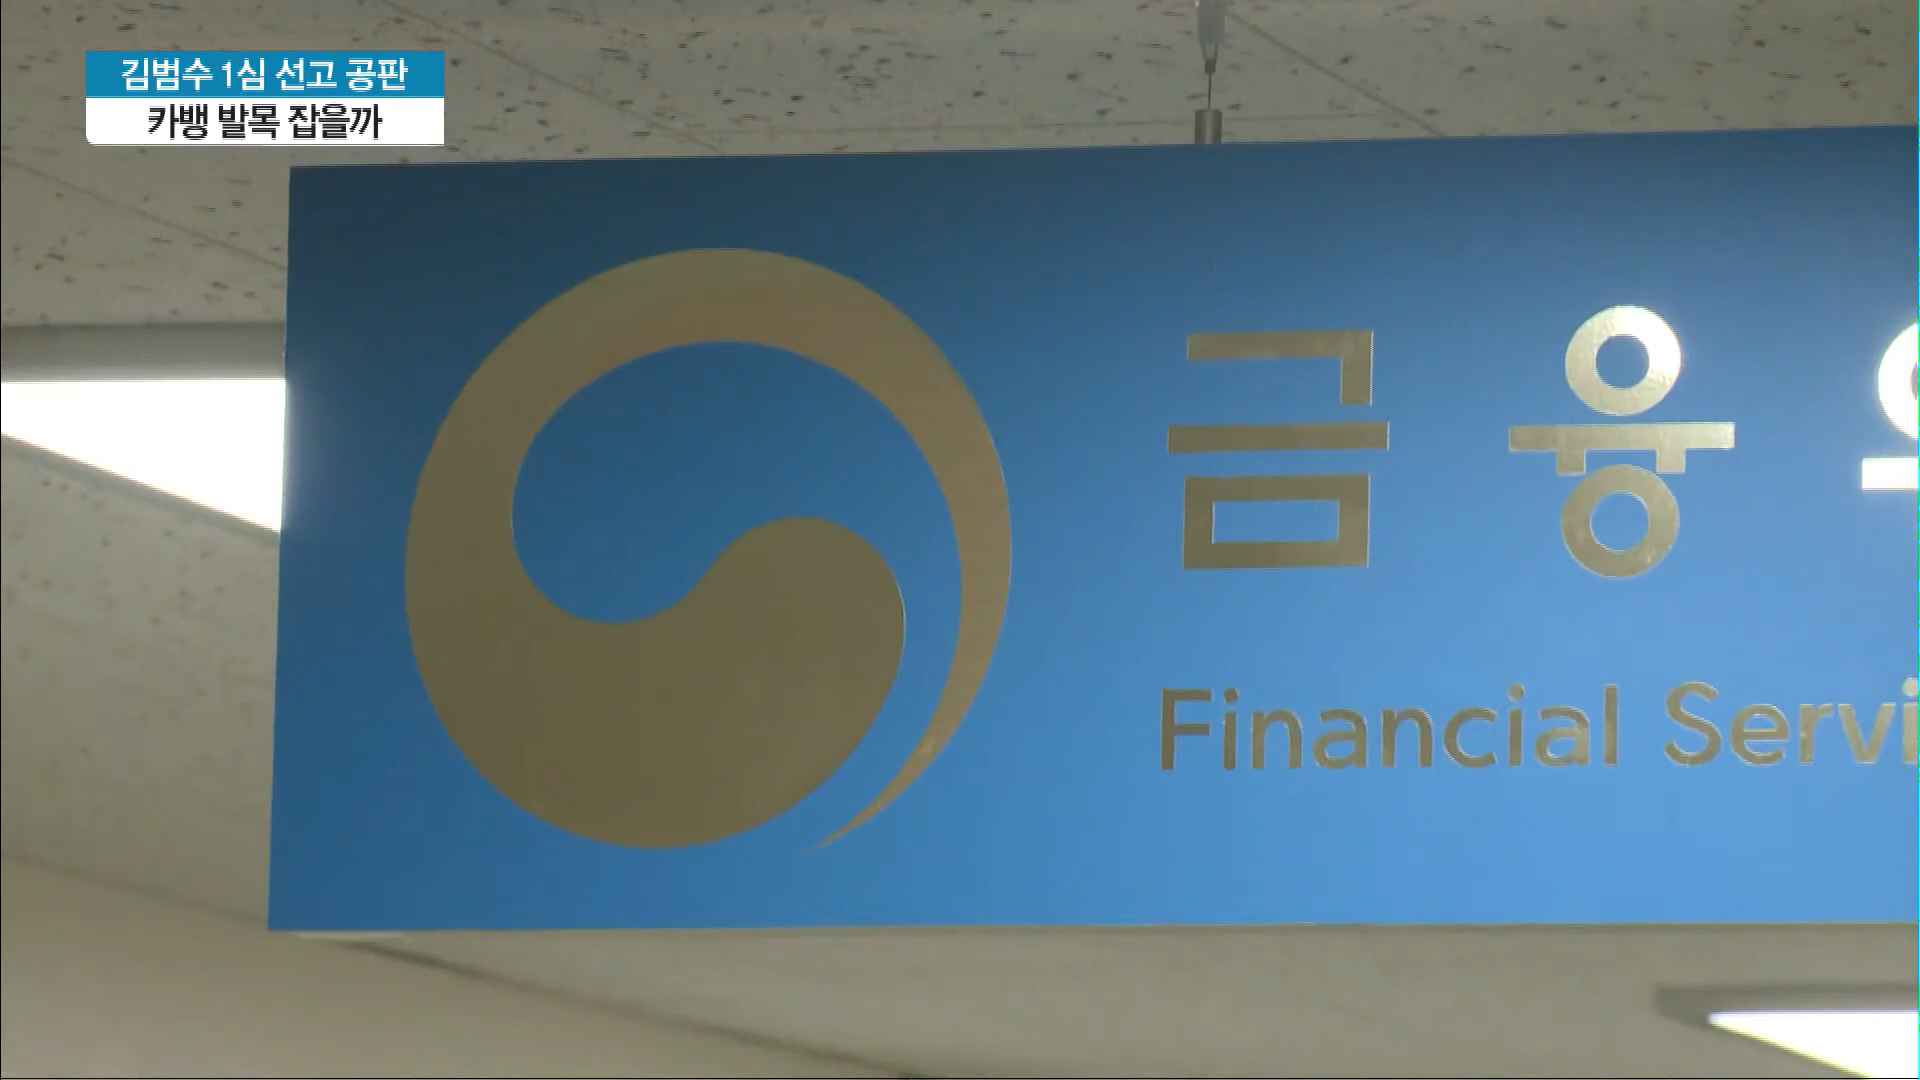 김범수 1심 선고 공판
카뱅 발목 잡을까
금융
Financial